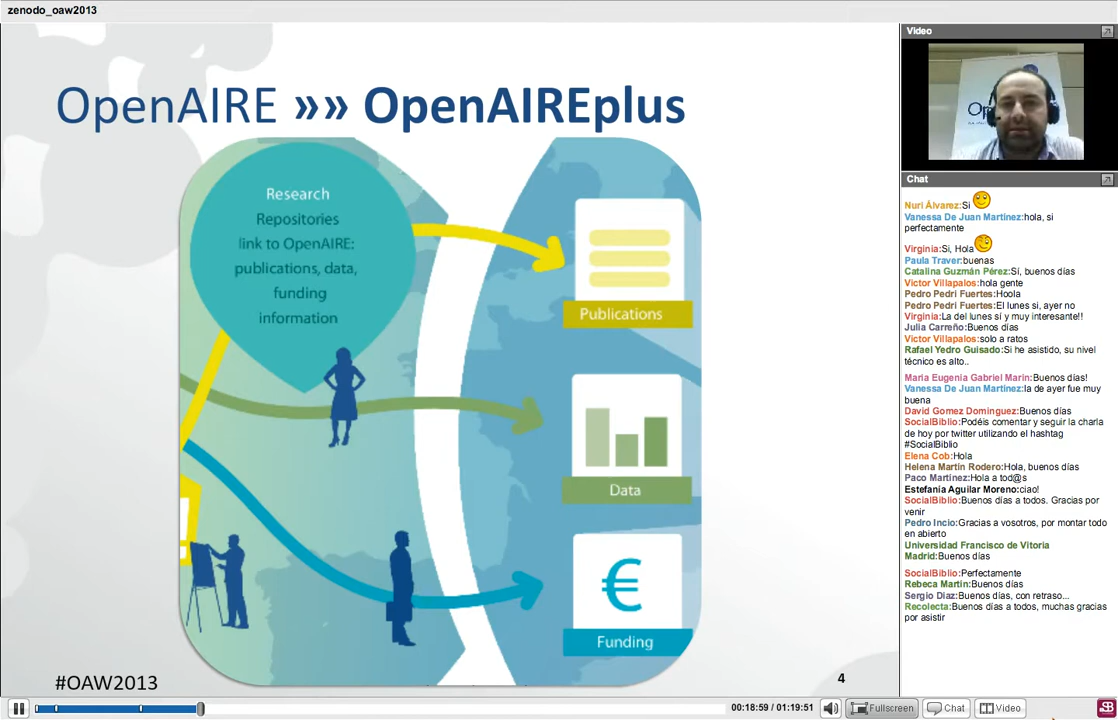 zenodo_oaw2013
OpenAIRE »» OpenAIREplus
Research
Repositories
link to OpenAIRE:
publications, data,
funding
information
Publications
Data
€
Funding
#OAW2013
4
00:18:59 / 01:19:51
Fullscreen
Chat
Video
Video
Op
Chat
Nuri Álvarez:Si
Vanessa De Juan Martinez:hola, si
perfectamente
Virginia:Si, Hola
Paula Traver:buenas
Catalina Guzmán Pérez:Sí, buenos días
Victor Villapalos:hola gente
Pedro Pedri Fuertes:Hoola
Pedro Pedri Fuertes:El lunes si, ayer no
Virginia:La del lunes sí y muy interesante!!
Julia Carreño:Buenos días
Victor Villapalos:solo a ratos
Rafael Yedro Guisado:Si he asistido, su nivel
técnico es alto..
Maria Eugenia Gabriel Marin:Buenos días!
Vanessa De Juan Martinez:la de ayer fue muy
buena
David Gomez Dominguez:Buenos días
SocialBiblio:Podéis comentar y seguir la charla
de hoy por twitter utilizando el hashtag
#SocialBiblio
Elena Cob:Hola
Helena Martin Rodero:Hola, buenos días
Paco Martínez:Hola a tod@s
Estefanía Aguilar Moreno:ciao!
SocialBiblio:Buenos días a todos. Gracias por
venir
Pedro Incio:Gracias a vosotros, por montar todo
en abierto
Universidad Francisco de Vitoria
Madrid:Buenos días
SocialBiblio:Perfectamente
Rebeca Martin:Buenos días
Sergio Diaz:Buenos días, con retraso...
Recolecta:Buenos días a todos, muchas gracias
por asistir